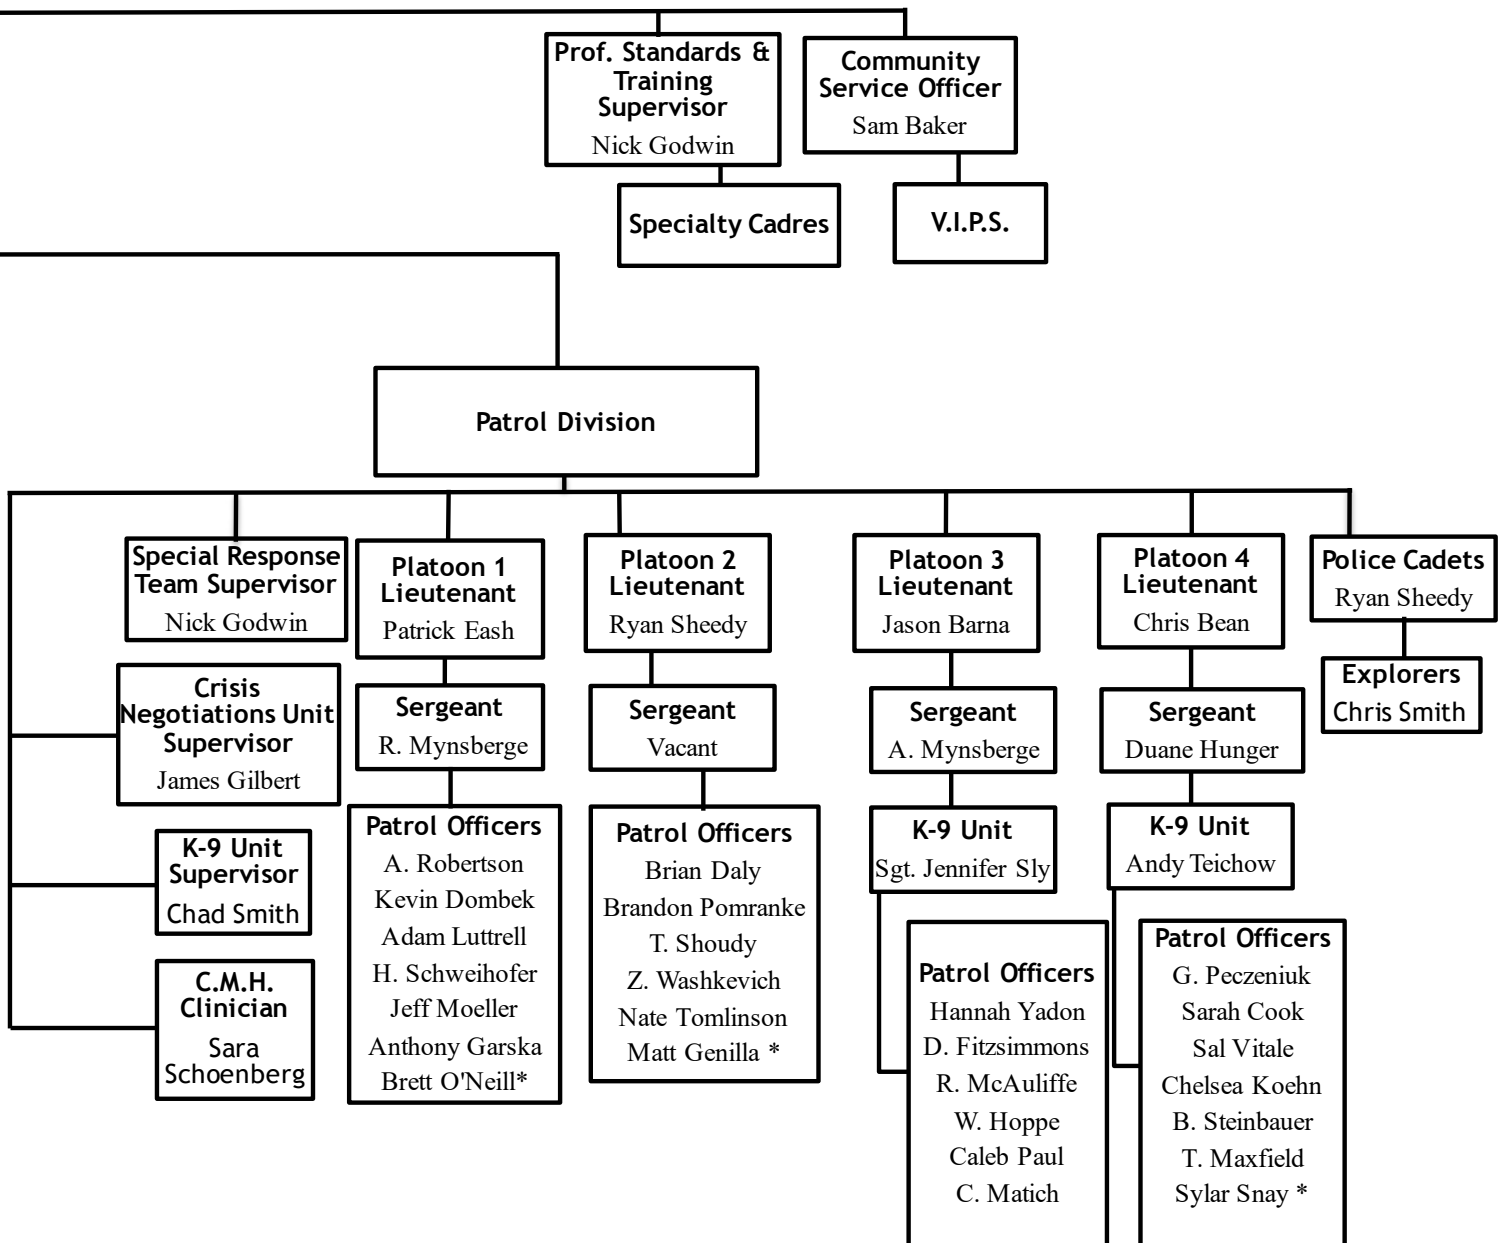 Prof. Standards &
Training
Supervisor
Nick Godwin
Community
Service Officer
Sam Baker
Specialty Cadres
V.I.P.S.
Patrol Division
Special Response
Team Supervisor
Nick Godwin
Crisis
Negotiations Unit
Supervisor
James Gilbert
K-9 Unit
Supervisor
Chad Smith
C.M.H.
Clinician
Sara
Schoenberg
Platoon 1
Lieutenant
Patrick Eash
Sergeant
R. Mynsberge
Patrol Officers
A. Robertson
Kevin Dombek
Adam Luttrell
H. Schweihofer
Jeff Moeller
Anthony Garska
Brett O'Neill*
Platoon 2
Lieutenant
Ryan Sheedy
Sergeant
Vacant
Patrol Officers
Brian Daly
Brandon Pomranke
T. Shoudy
Z. Washkevich
Nate Tomlinson
Matt Genilla *
Platoon 3
Lieutenant
Jason Barna
Sergeant
A. Mynsberge
K-9 Unit
Sgt. Jennifer Sly
Patrol Officers
Hannah Yadon
D. Fitzsimmons
R. McAuliffe
W. Hoppe
Caleb Paul
C. Matich
Platoon 4
Lieutenant
Chris Bean
Sergeant
Duane Hunger
K-9 Unit
Andy Teichow
Patrol Officers
G. Peczeniuk
Sarah Cook
Sal Vitale
Chelsea Koehn
B. Steinbauer
T. Maxfield
Sylar Snay *
Police Cadets
Ryan Sheedy
Explorers
Chris Smith